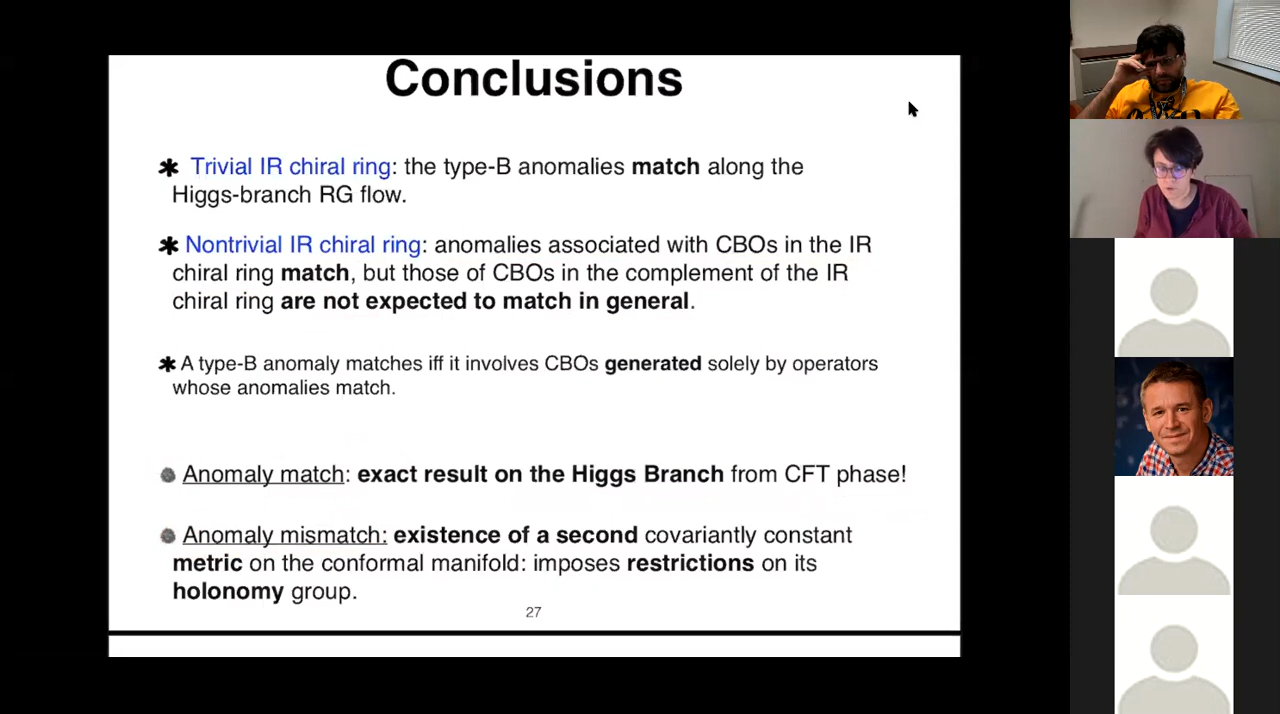 Conclusions
✱ Trivial IR chiral ring: the type-B anomalies match along the
Higgs-branch RG flow.
✱ Nontrivial IR chiral ring: anomalies associated with CBOs in the IR
chiral ring match, but those of CBOs in the complement of the IR
chiral ring are not expected to match in general.
✱ A type-B anomaly matches iff it involves CBOs generated solely by operators
whose anomalies match.
Anomaly match: exact result on the Higgs Branch from CFT phase!
Anomaly mismatch: existence of a second covariantly constant
metric on the conformal manifold: imposes restrictions on its
holonomy group.
27